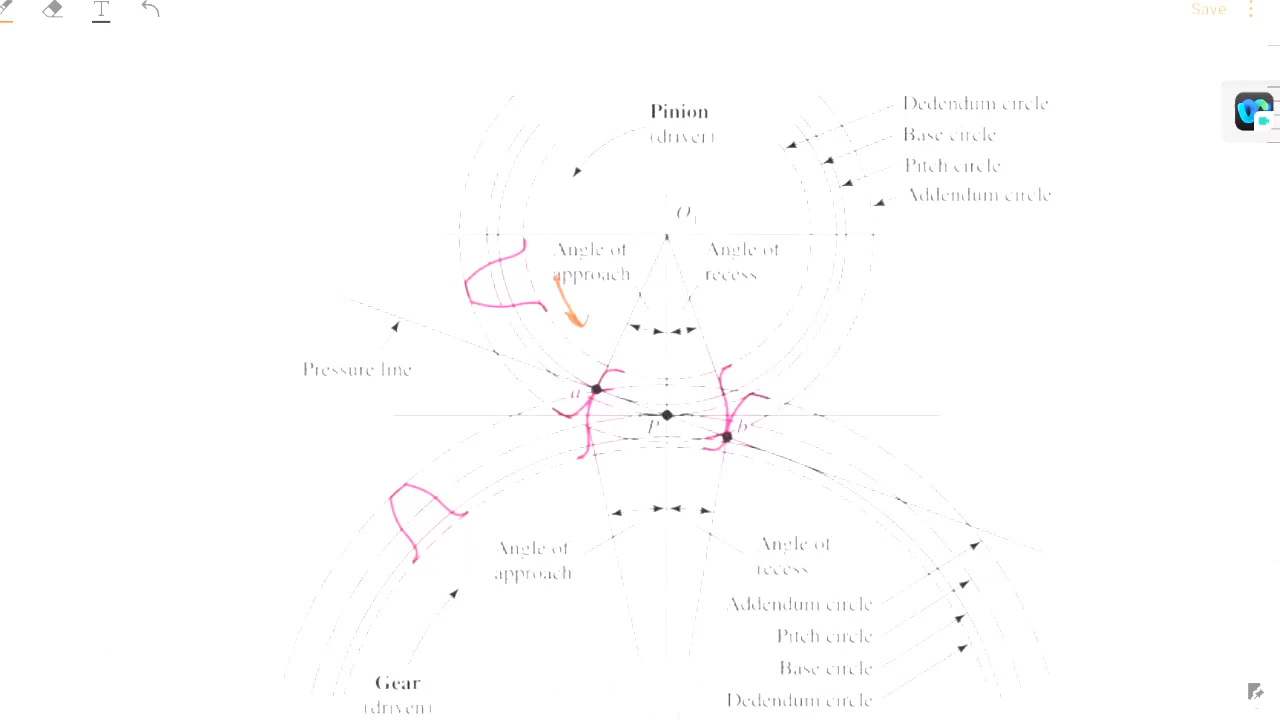 T
Save
Pinion
(driver)
Dedendum circle
Base circle
Pitch circle
Addendum circle
O1
Angle of
approach
Angle of
recess
Pressure line
a
P
b
Angle of
approach
Angle of
recess
Addendum circle
Pitch circle
Base circle
Dedendum circle
Gear
(driven)